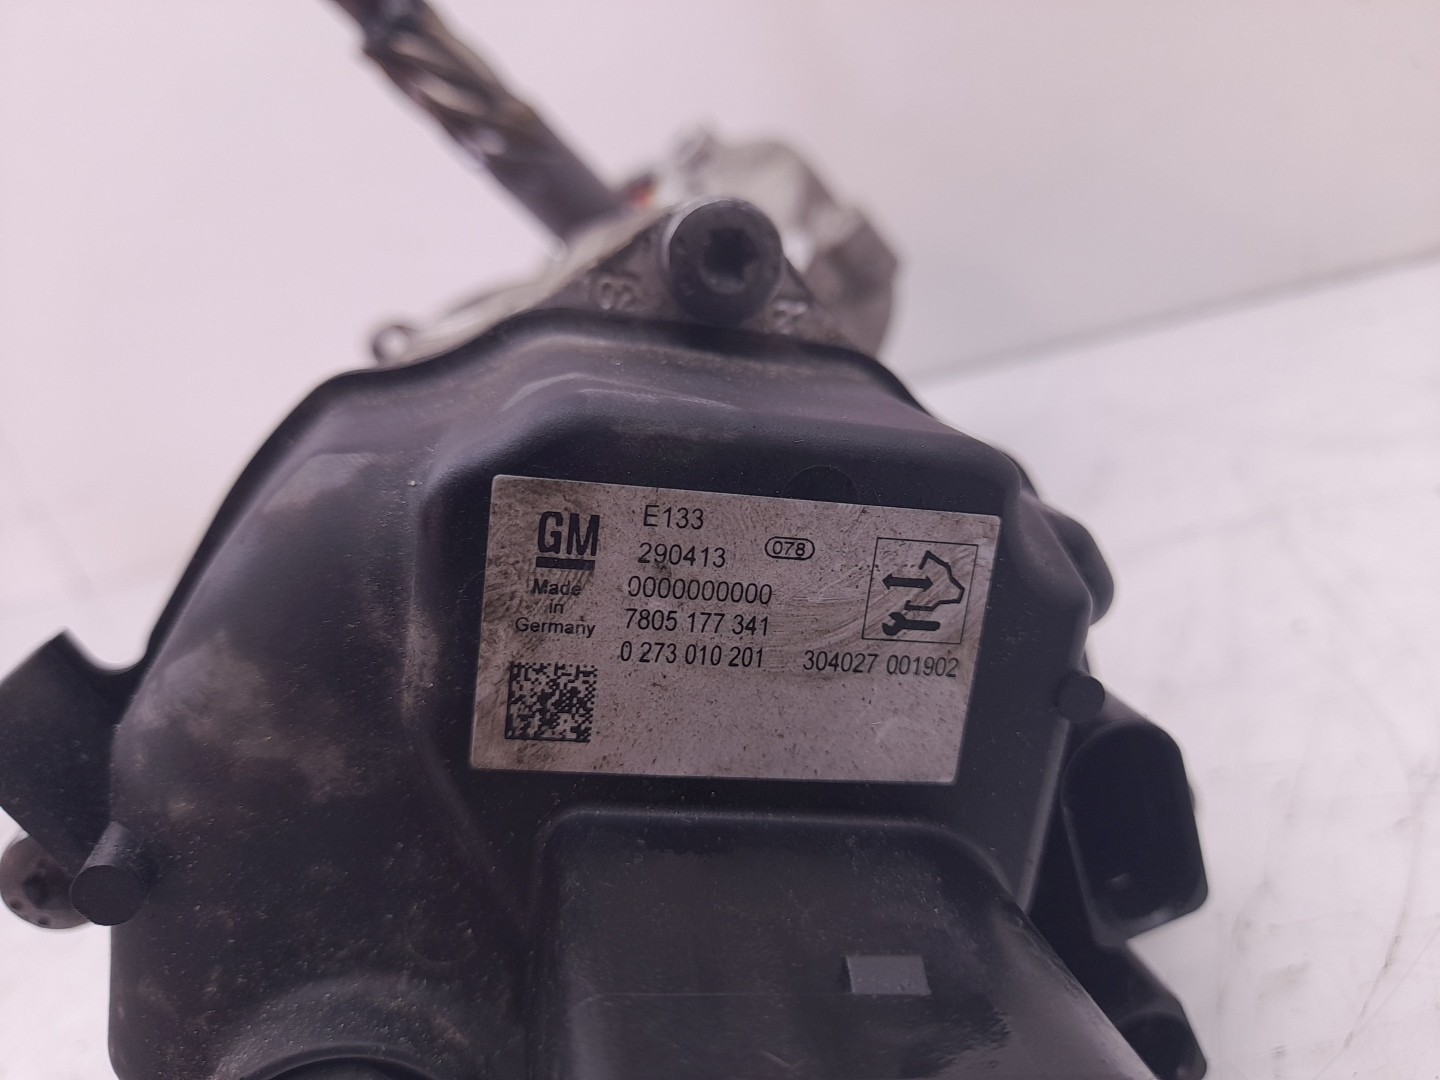 GM
Made
in
Germany
E133
290413
078
0000000000
7805 177 341
0 273 010 201 304027 001902